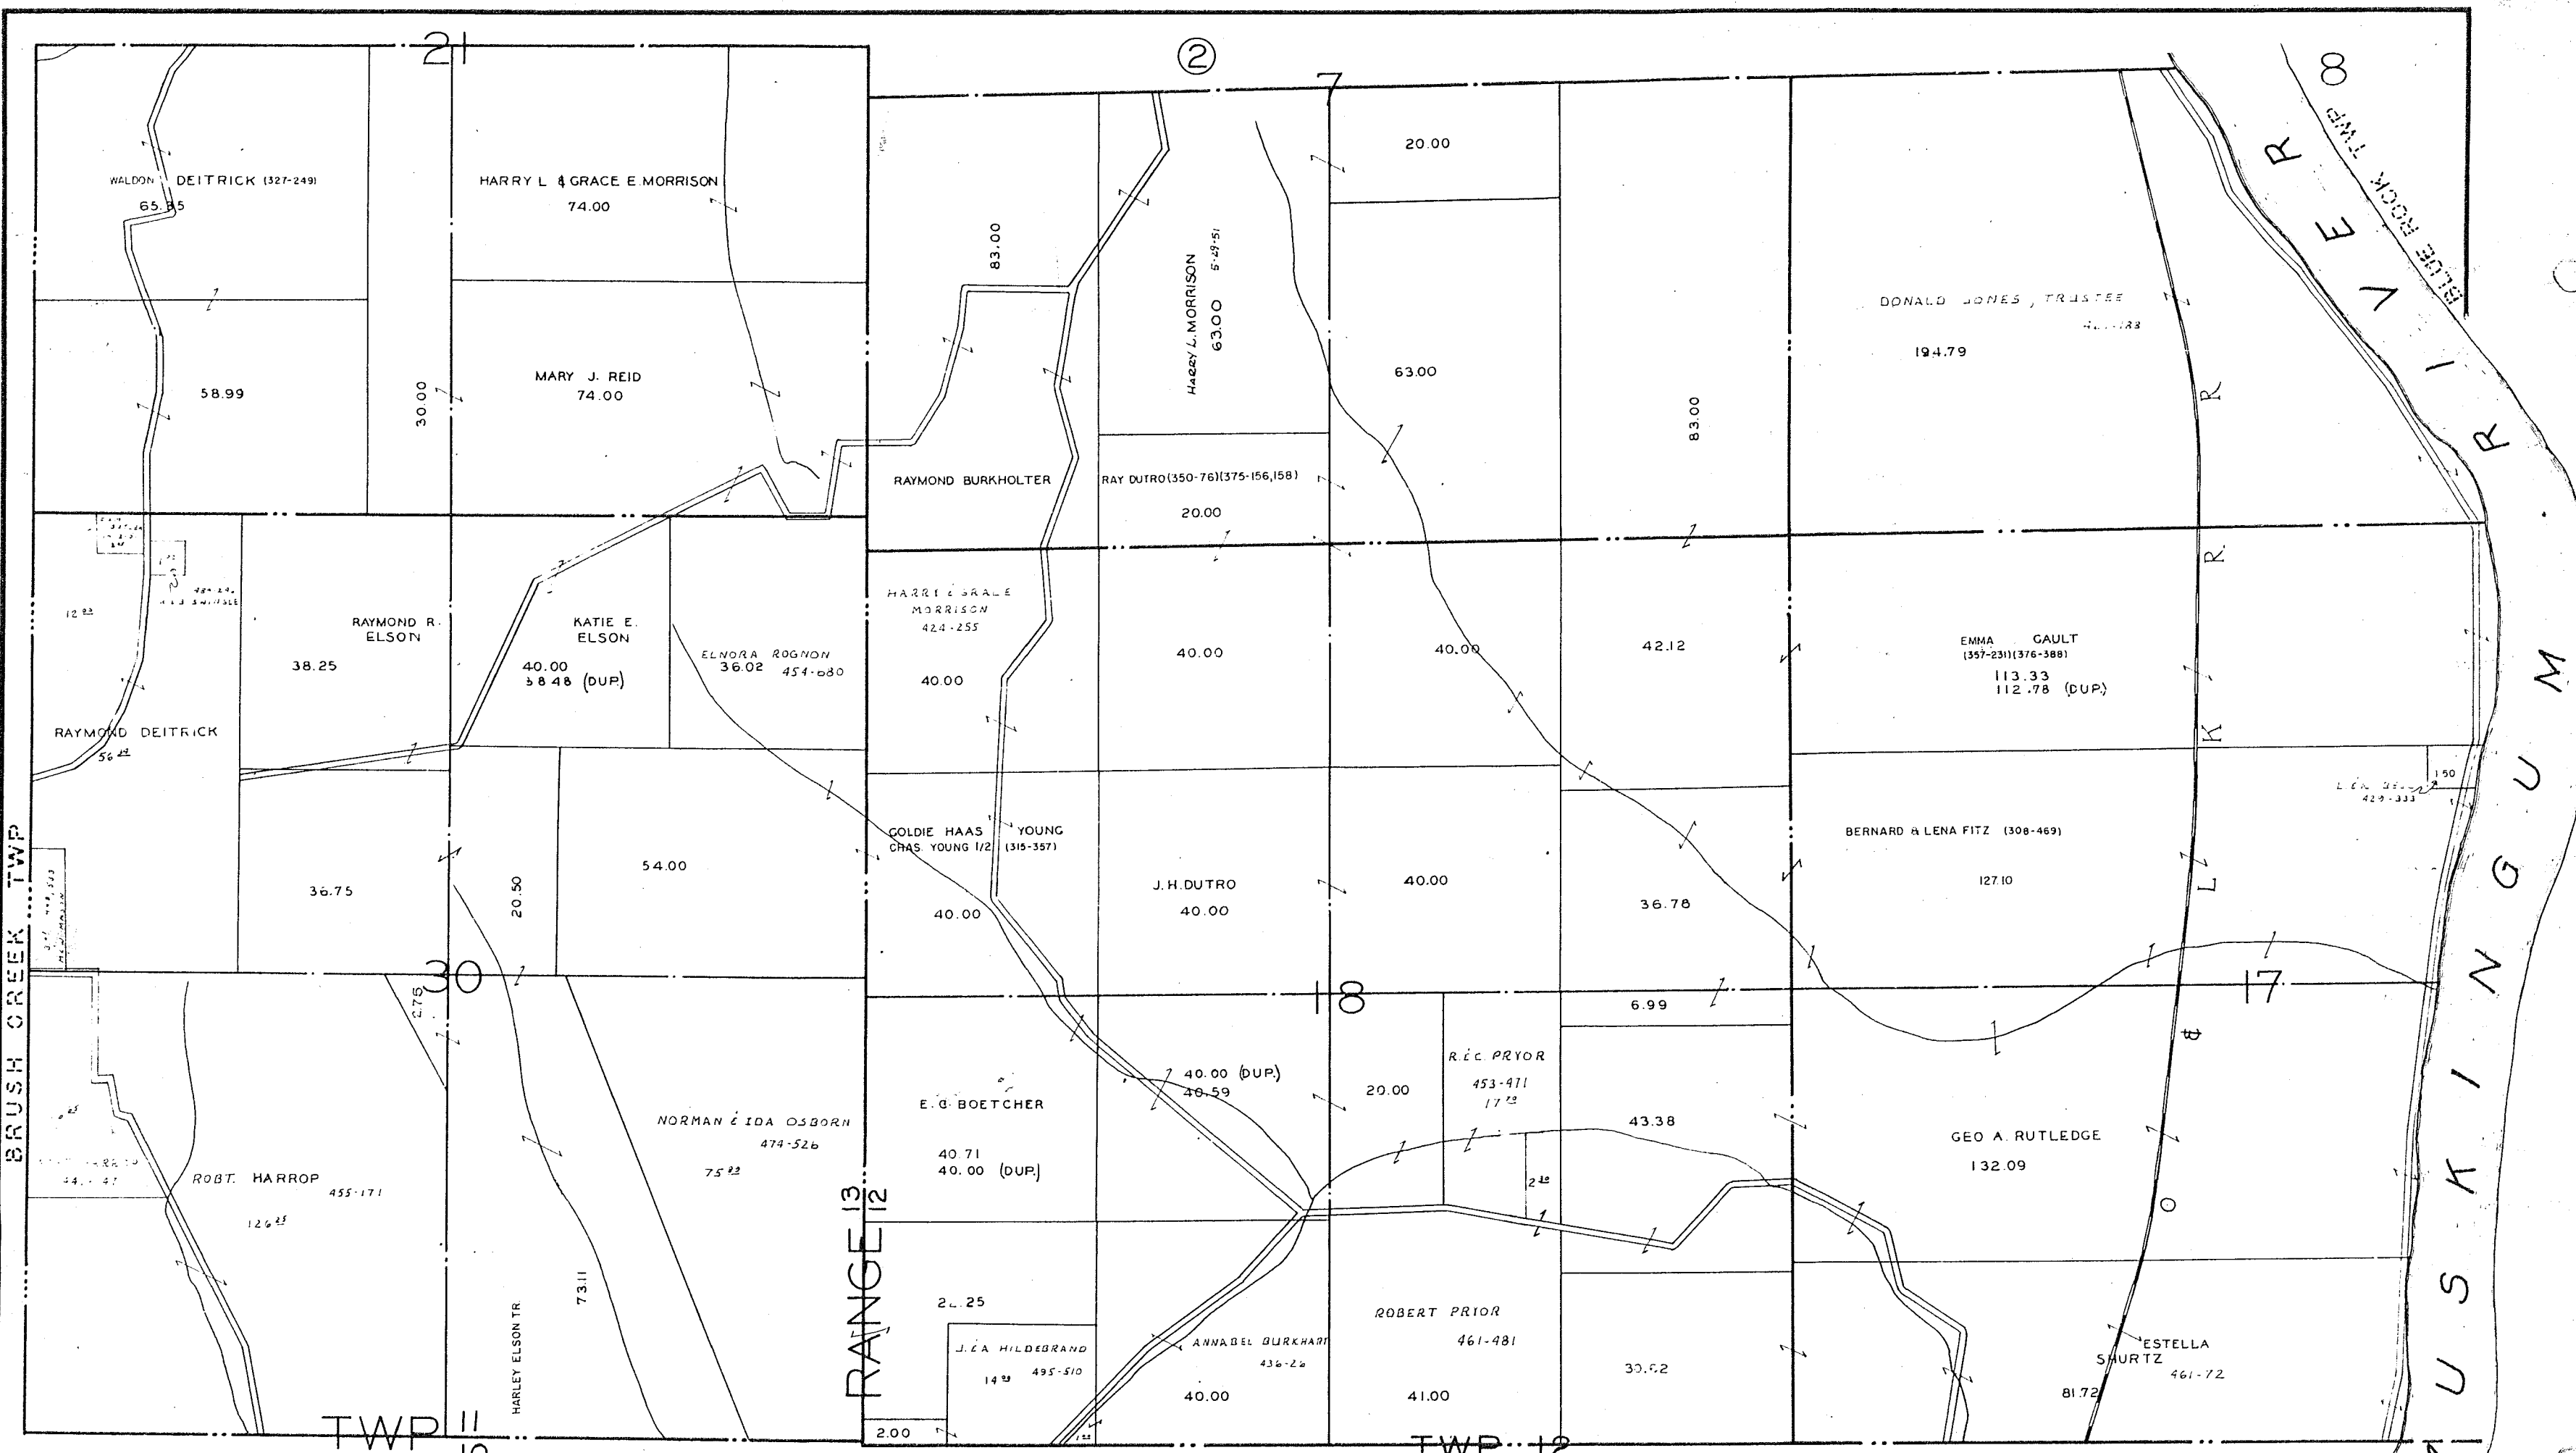 21
②
7
8
BLUE ROCK TWP
WALDON DEITRICK (327-249)
HARRY L & GRACE E. MORRISON
74.00
83.00
HARRY L. MORRISON
63.00 5-29-51
20.00
DONALD JONES, TRUSTEE
194.79
58.99
30.00
MARY J. REID
74.00
63.00
83.00
R R
RAYMOND BURKHOLTER
RAY DUTRO (350-76)(375-156,158)
20.00
RAYMOND R.
ELSON
38.25
KATIE E.
ELSON
40.00
38 48 (DUP.)
ELNORA ROGNON
36.02 454-680
HARRY & GRACE
MORRISON
424-255
40.00
40.00
40.00
42.12
EMMA GAULT
(357-231)(376-388)
113.33
112.78 (DUP.)
RAYMOND DEITRICK
1.50
K
GOLDIE HAAS YOUNG
CHAS. YOUNG 1/2 (315-357)
40.00
BERNARD & LENA FITZ (308-469)
127.10
36.75
20.50
54.00
J. H. DUTRO
40.00
40.00
36.78
L
BRUSH CREEK TWP
30
18
17
2.75
6.99
&
E. C. BOETCHER
40.71
40.00 (DUP.)
40.00 (DUP.)
40.59
20.00
R. & C. PRYOR
453-471
43.38
NORMAN & IDA OSBORN
474-526
ROBT. HARROP 455-171
GEO A. RUTLEDGE
132.09
O
73.11
HARLEY ELSON TR.
RANGE 13
12
J. & A. HILDEBRAND
495-510
ANNABEL BURKHART
436-26
40.00
ROBERT PRIOR
461-481
41.00
ESTELLA
SHURTZ
461-72
81.72
2.00
TWP 11
TWP 12
MUSKINGUM RIVER